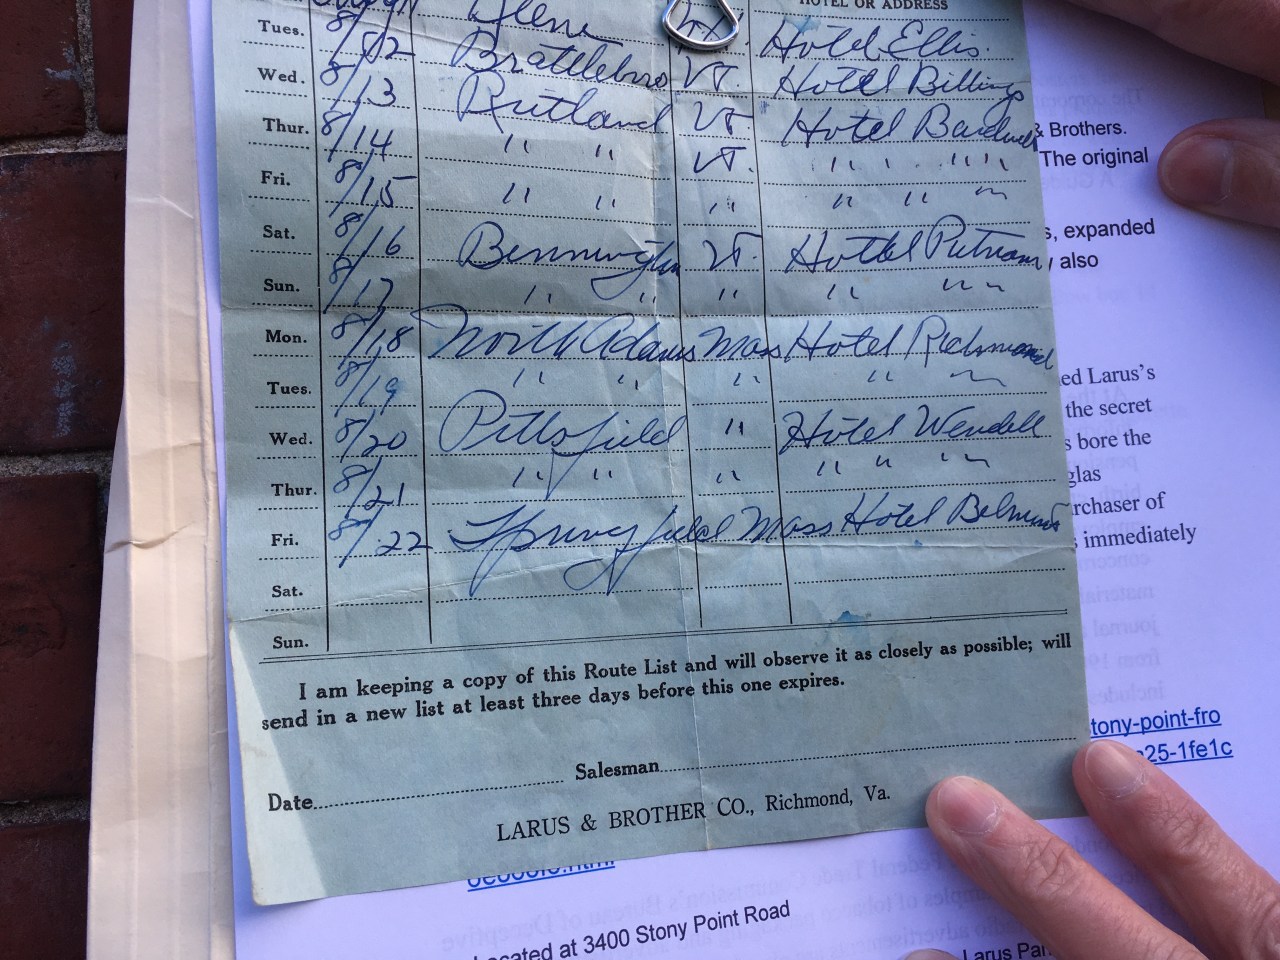 HOTEL OR ADDRESS
Tues. 8/12 Keene Hotel Ellis.
Wed. 8/13 Brattleboro VT. Hotel Billings
Thur. 8/14 Rutland VT Hotel Bardwell
Fri. 8/15 " " VT. " " " "
Sat. 8/16 " " " " " "
Sun. 8/17 Bennington VT. Hottel Putnam
" " " " "
Mon. 8/18 North Adams Mass Hotel Richmond
Tues. 8/19 " " " " "
Wed. 8/20 Pittsfield " Hotel Wendell
Thur. 8/21 " " " " " "
Fri. 8/22 Springfield Mass Hotel Belmont
Sat.
Sun.
I am keeping a copy of this Route List and will observe it as closely as possible; will
send in a new list at least three days before this one expires.
Date Salesman
LARUS & BROTHER CO., Richmond, Va.
& Brothers.
The original
, expanded
also
ed Larus's
the secret
bore the
glas
rchaser of
immediately
tony-point-fro
25-1fe1c
ocated at 3400 Stony Point Road
Larus Par